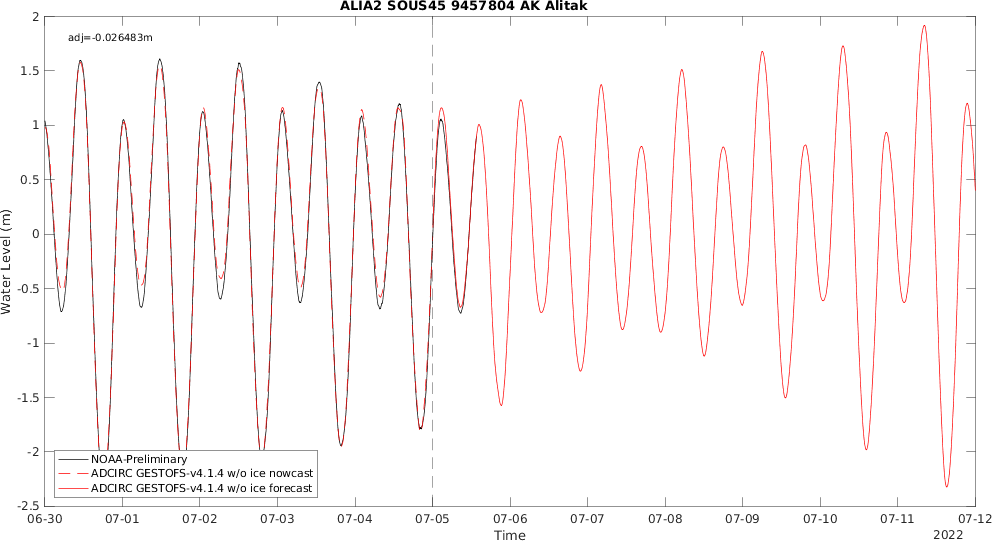 ALIA2 SOUS45 9457804 AK Alitak
adj=-0.026483m
2
1.5
1
0.5
0
-0.5
-1
-1.5
-2
-2.5
Water Level (m)
NOAA-Preliminary
ADCIRC GESTOFS-v4.1.4 w/o ice nowcast
ADCIRC GESTOFS-v4.1.4 w/o ice forecast
06-30 07-01 07-02 07-03 07-04 07-05 07-06 07-07 07-08 07-09 07-10 07-11 07-12
2022
Time